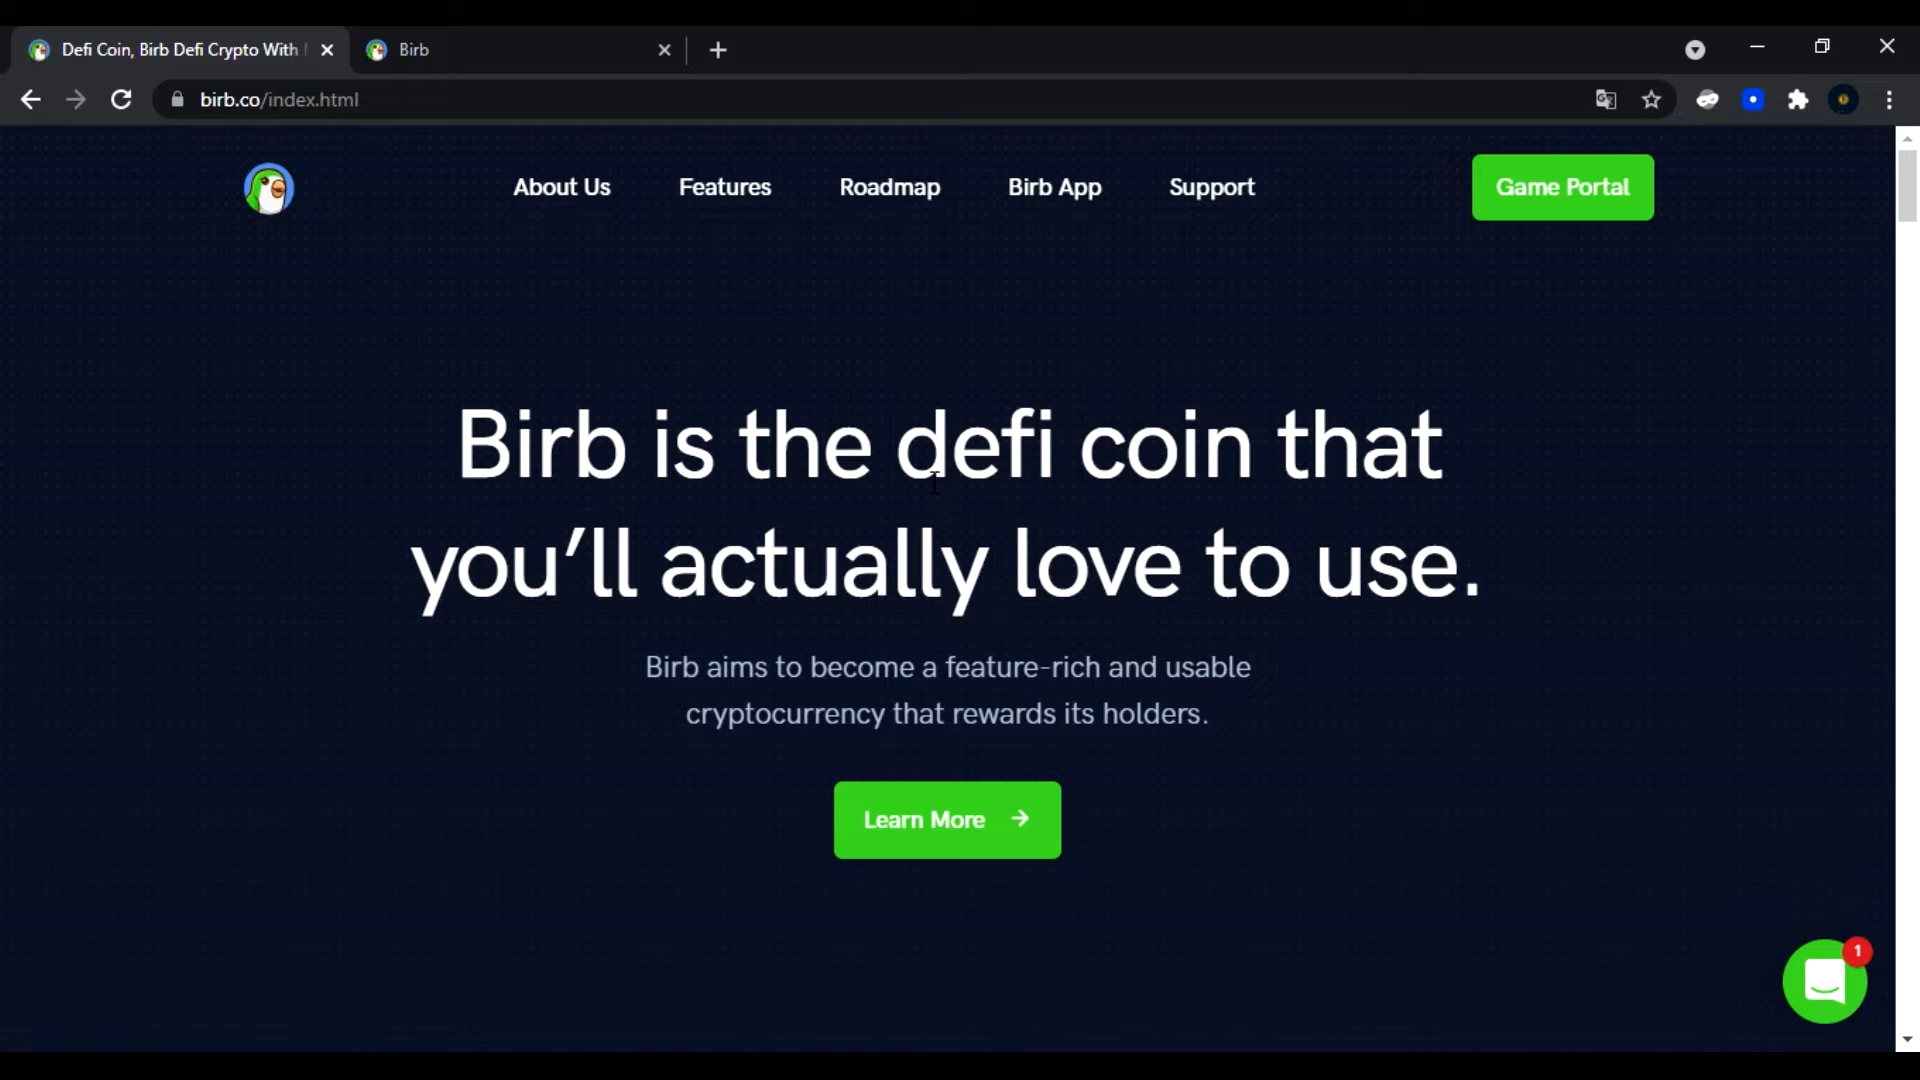 Defi Coin, Birb Defi Crypto With
Birb
birb.co/index.html
About Us
Features
Roadmap
Birb App
Support
Game Portal
Birb is the defi coin that
you’ll actually love to use.
Birb aims to become a feature-rich and usable
cryptocurrency that rewards its holders.
Learn More
1